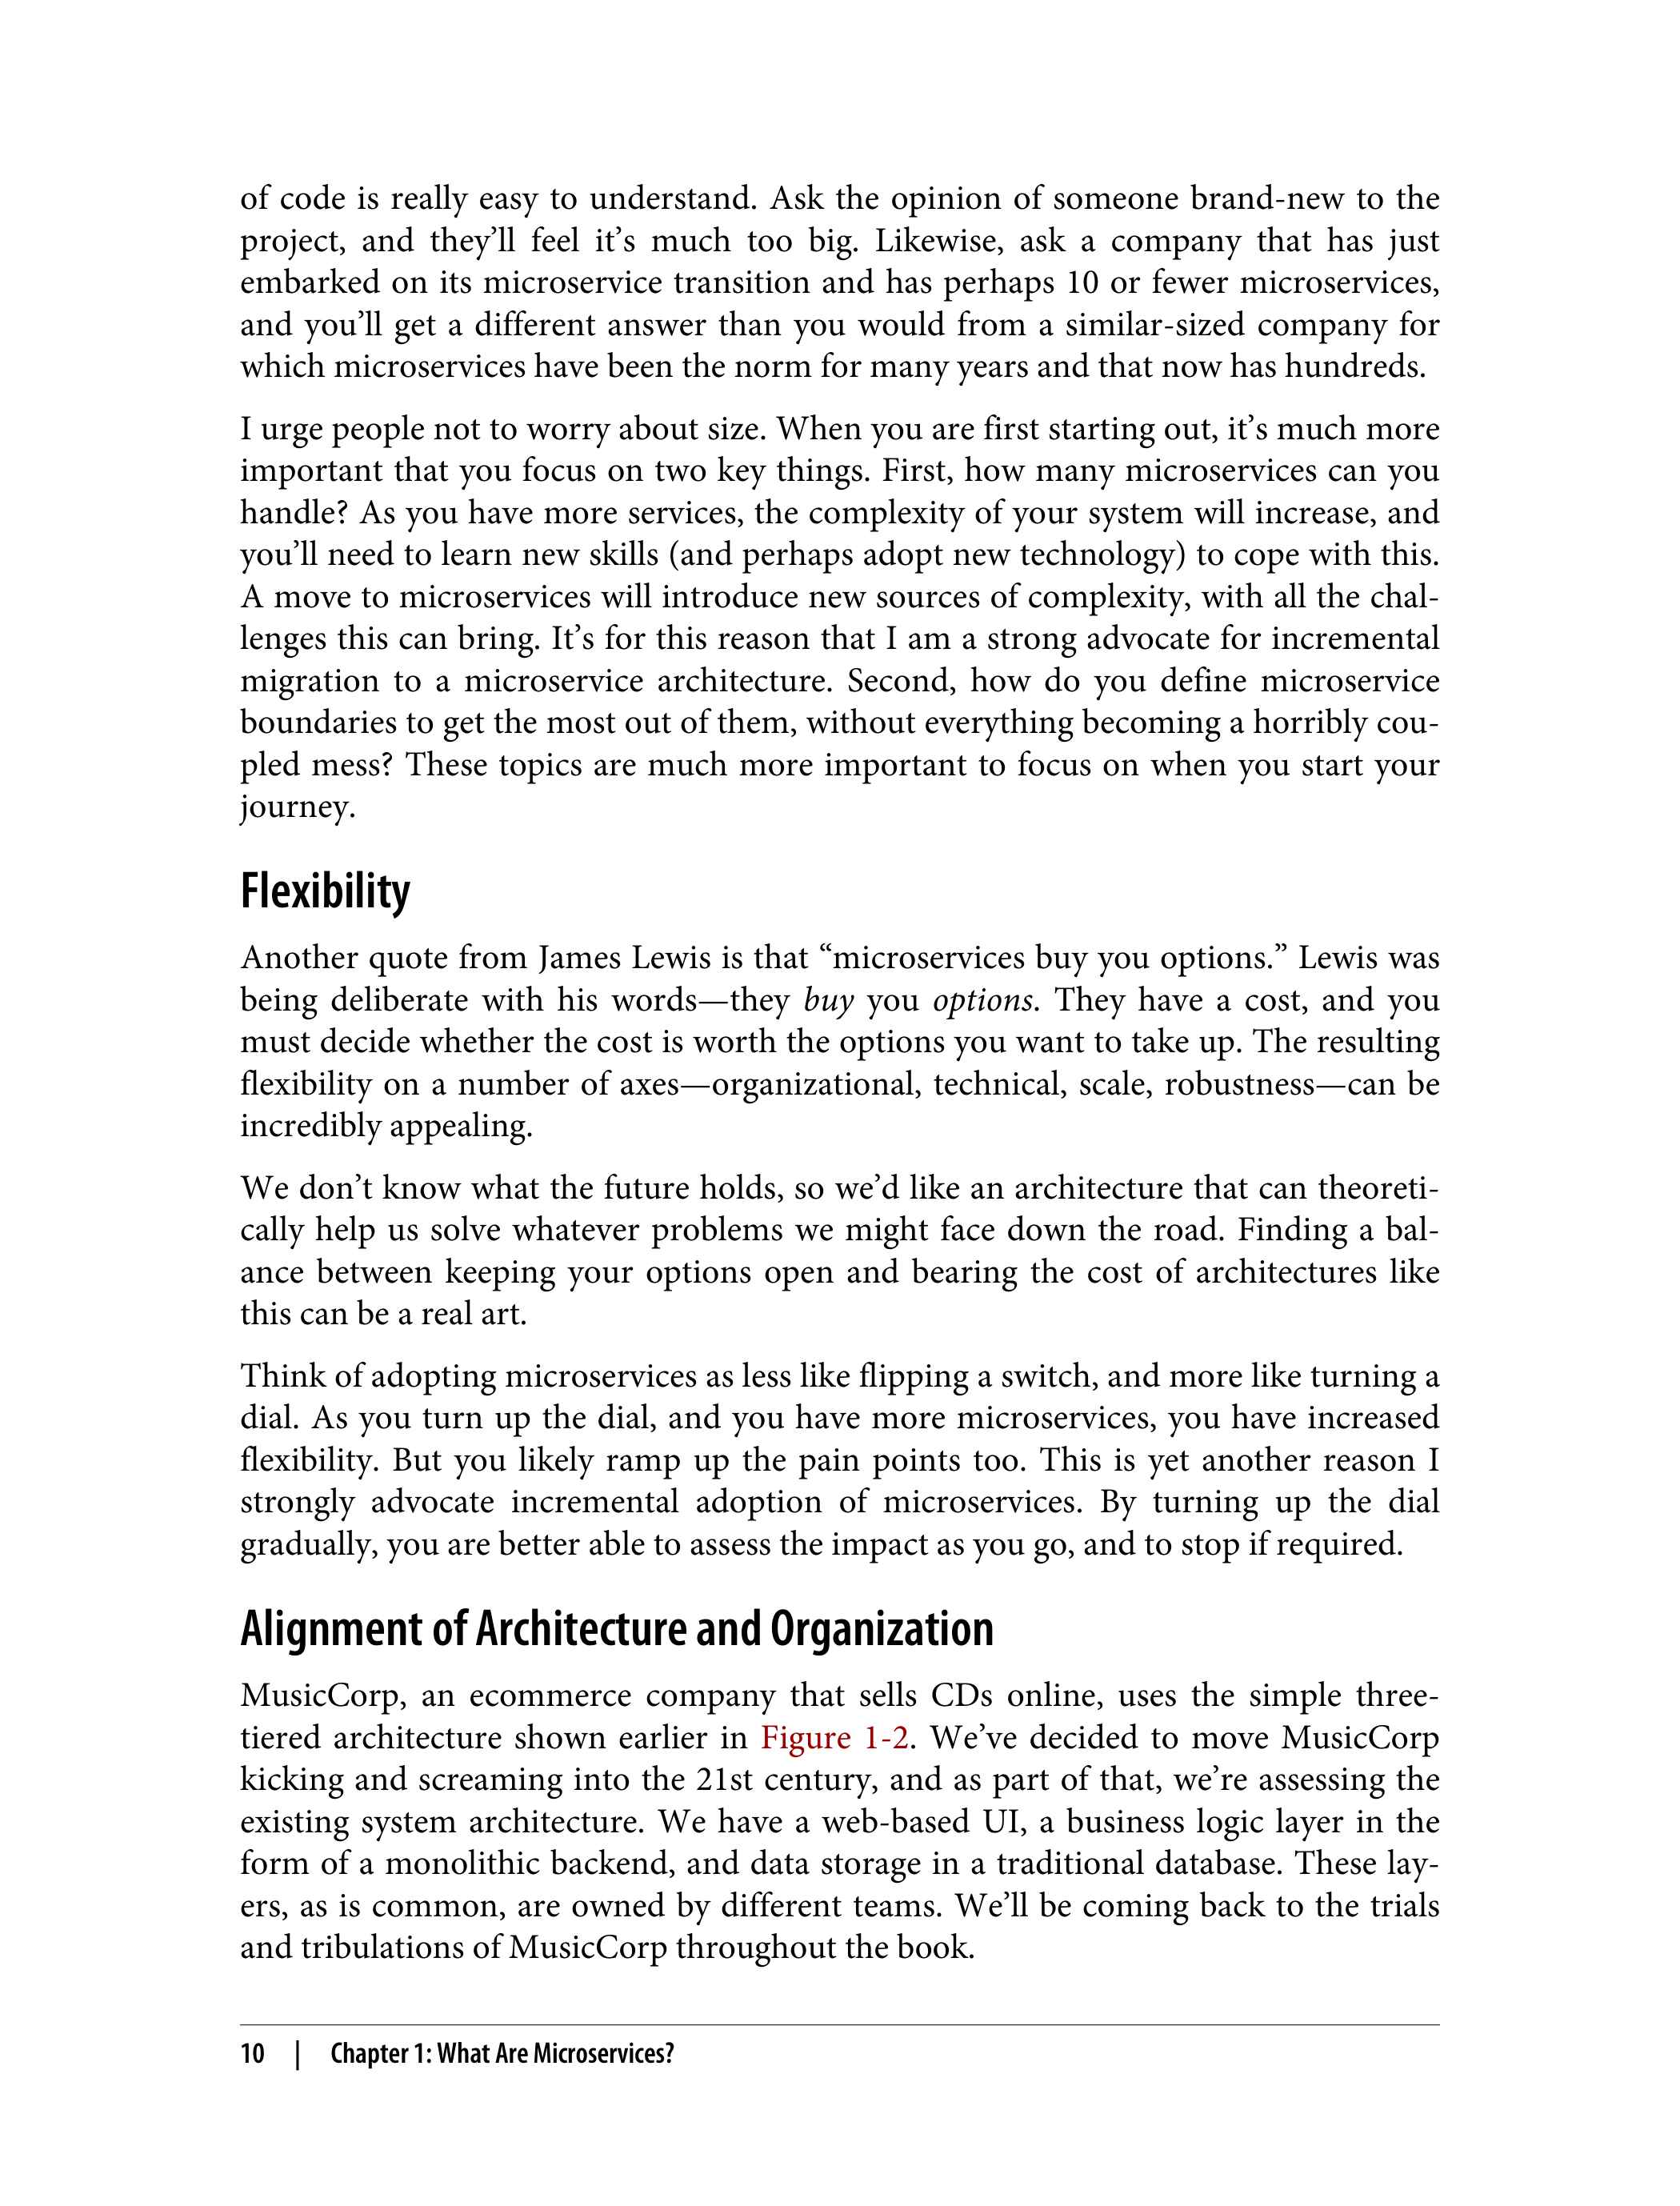 of code is really easy to understand. Ask the opinion of someone brand-new to the
project, and they’ll feel it’s much too big. Likewise, ask a company that has just
embarked on its microservice transition and has perhaps 10 or fewer microservices,
and you’ll get a different answer than you would from a similar-sized company for
which microservices have been the norm for many years and that now has hundreds.
I urge people not to worry about size. When you are first starting out, it’s much more
important that you focus on two key things. First, how many microservices can you
handle? As you have more services, the complexity of your system will increase, and
you’ll need to learn new skills (and perhaps adopt new technology) to cope with this.
A move to microservices will introduce new sources of complexity, with all the chal-
lenges this can bring. It’s for this reason that I am a strong advocate for incremental
migration to a microservice architecture. Second, how do you define microservice
boundaries to get the most out of them, without everything becoming a horribly cou-
pled mess? These topics are much more important to focus on when you start your
journey.
Flexibility
Another quote from James Lewis is that “microservices buy you options.” Lewis was
being deliberate with his words—they buy you options. They have a cost, and you
must decide whether the cost is worth the options you want to take up. The resulting
flexibility on a number of axes—organizational, technical, scale, robustness—can be
incredibly appealing.
We don’t know what the future holds, so we’d like an architecture that can theoreti-
cally help us solve whatever problems we might face down the road. Finding a bal-
ance between keeping your options open and bearing the cost of architectures like
this can be a real art.
Think of adopting microservices as less like flipping a switch, and more like turning a
dial. As you turn up the dial, and you have more microservices, you have increased
flexibility. But you likely ramp up the pain points too. This is yet another reason I
strongly advocate incremental adoption of microservices. By turning up the dial
gradually, you are better able to assess the impact as you go, and to stop if required.
Alignment of Architecture and Organization
MusicCorp, an ecommerce company that sells CDs online, uses the simple three-
tiered architecture shown earlier in Figure 1-2. We’ve decided to move MusicCorp
kicking and screaming into the 21st century, and as part of that, we’re assessing the
existing system architecture. We have a web-based UI, a business logic layer in the
form of a monolithic backend, and data storage in a traditional database. These lay-
ers, as is common, are owned by different teams. We’ll be coming back to the trials
and tribulations of MusicCorp throughout the book.
10 | Chapter 1: What Are Microservices?